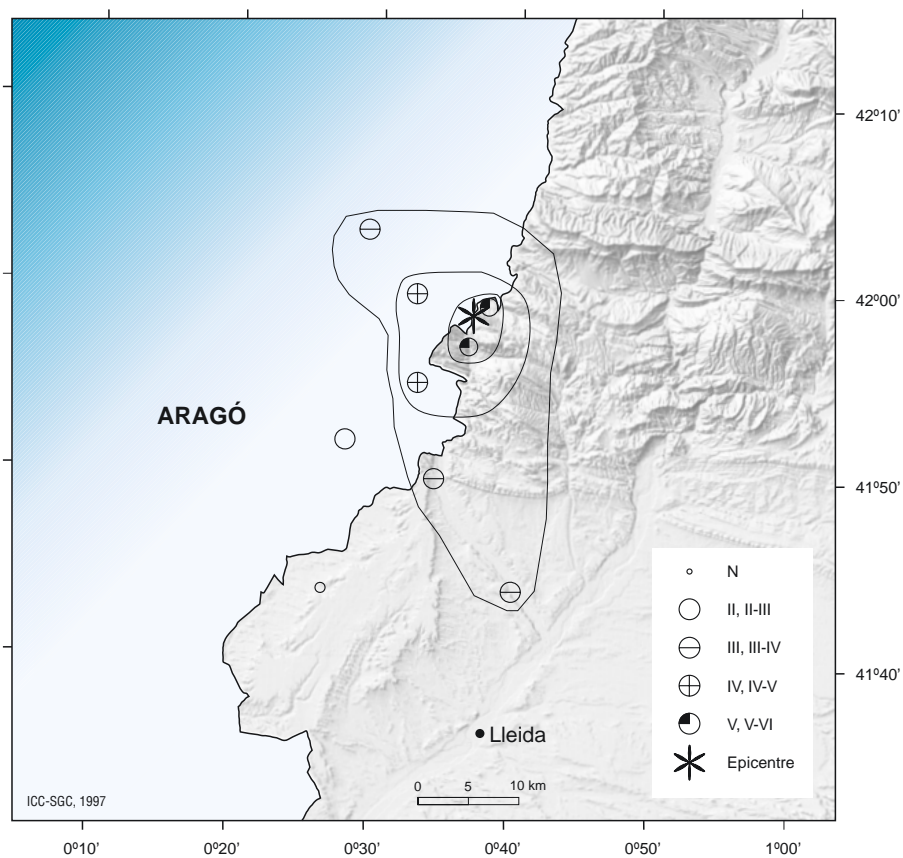 42º10’
42º00’
ARAGÓ
41º50’
N
II, II-III
III, III-IV
41º40’
IV, IV-V
V, V-VI
Lleida
Epicentre
0 5 10 km
ICC-SGC, 1997
0º10’ 0º20’ 0º30’ 0º40’ 0º50’ 1º00’